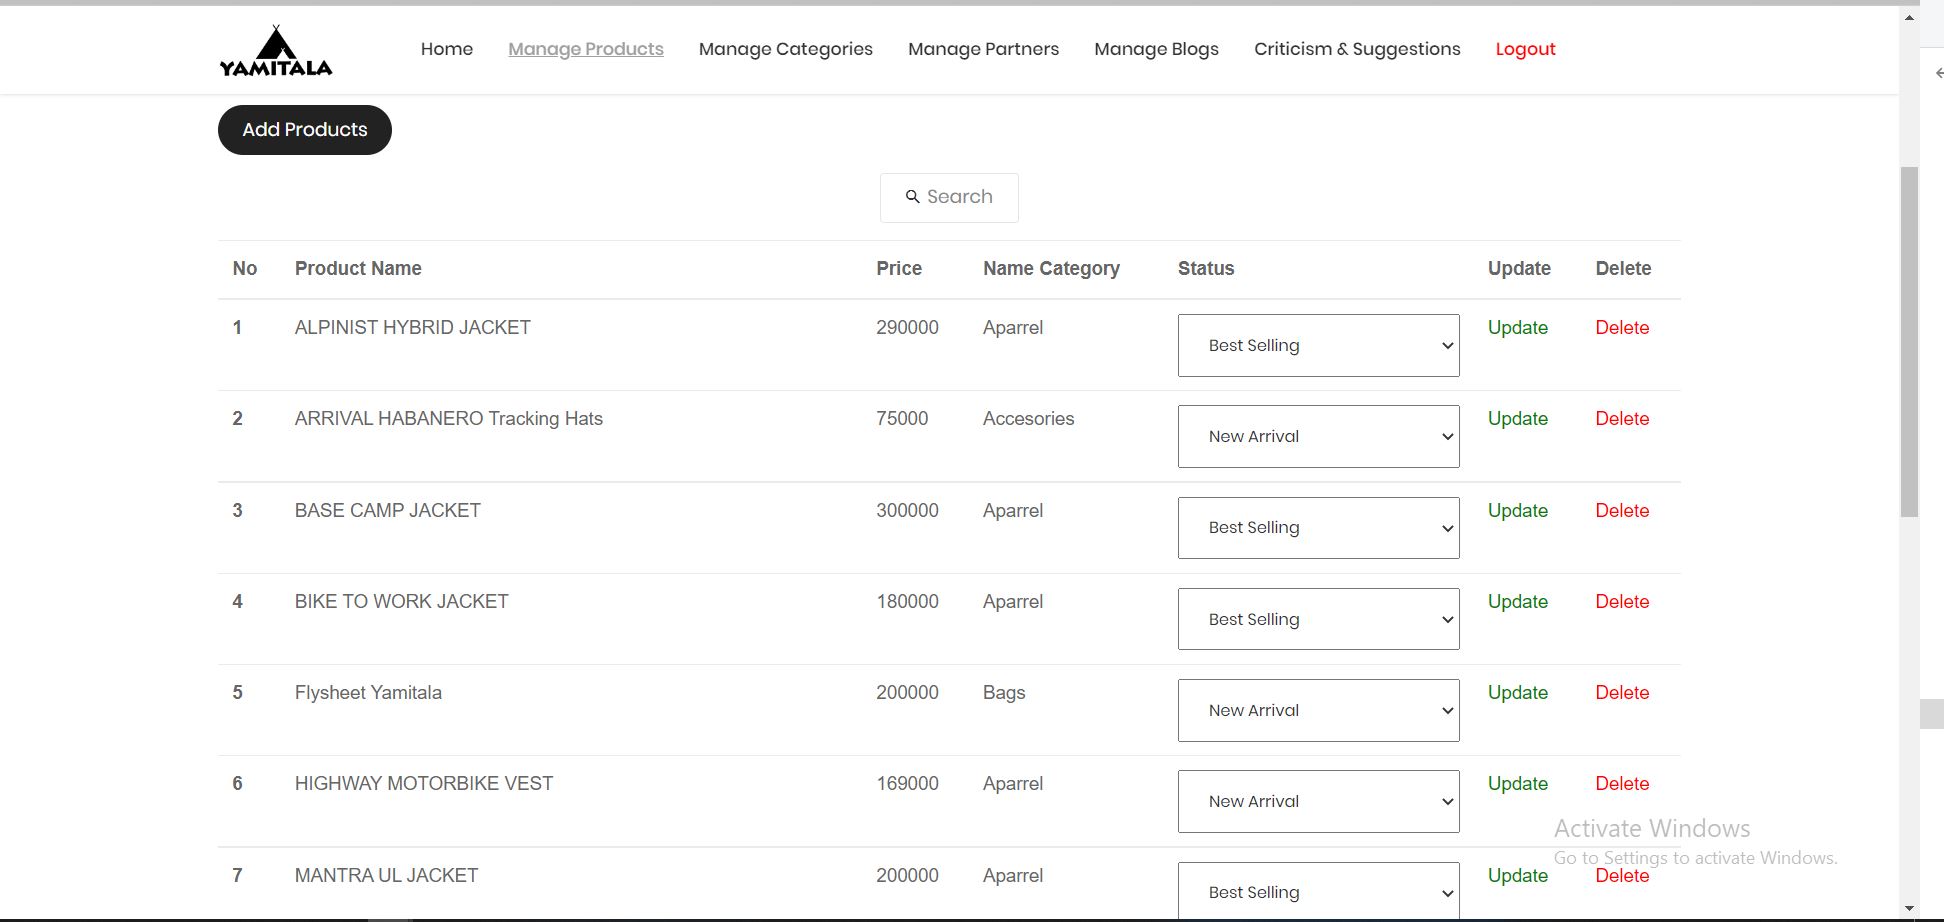 YAMITALA Home Manage Products Manage Categories Manage Partners Manage Blogs Criticism & Suggestions Logout
Add Products
Search
No Product Name Price Name Category Status Update Delete
1 ALPINIST HYBRID JACKET 290000 Aparrel Best Selling Update Delete
2 ARRIVAL HABANERO Tracking Hats 75000 Accesories New Arrival Update Delete
3 BASE CAMP JACKET 300000 Aparrel Best Selling Update Delete
4 BIKE TO WORK JACKET 180000 Aparrel Best Selling Update Delete
5 Flysheet Yamitala 200000 Bags New Arrival Update Delete
6 HIGHWAY MOTORBIKE VEST 169000 Aparrel New Arrival Update Delete
Activate Windows
Go to Settings to activate Windows.
7 MANTRA UL JACKET 200000 Aparrel Best Selling Update Delete